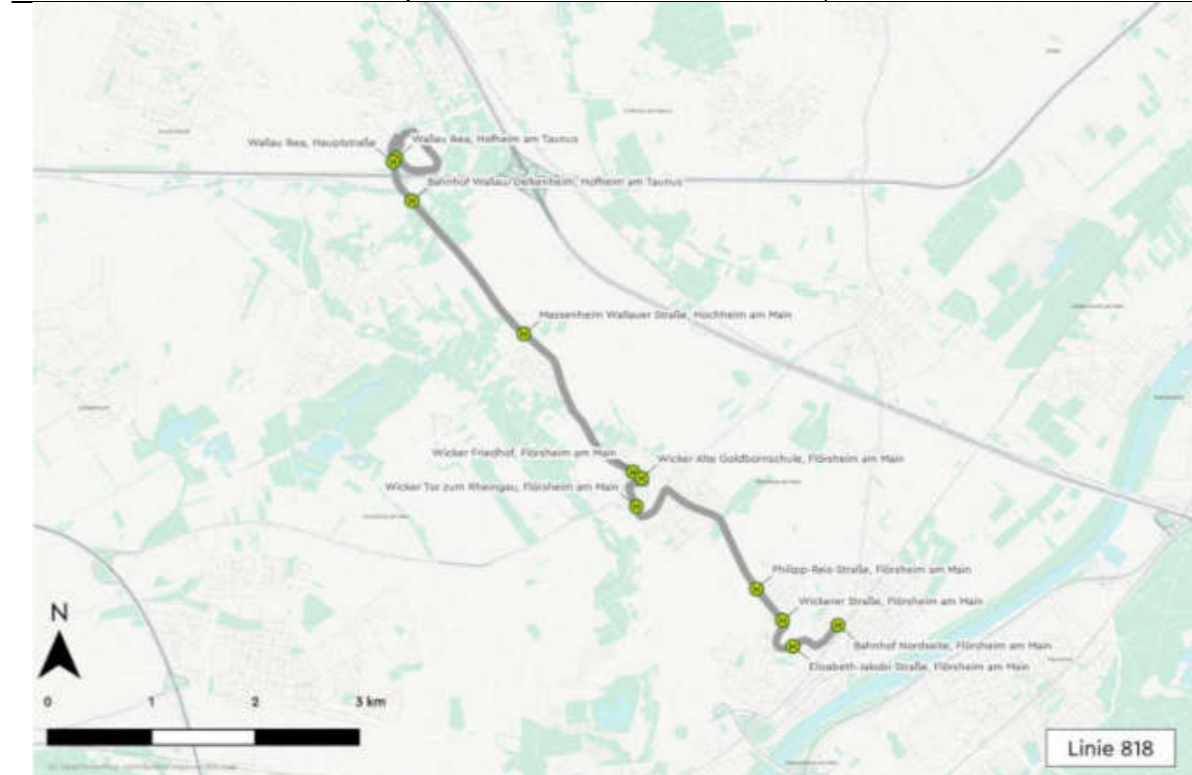 Wallau Ikea, Hauptstraße
Wallau Ikea, Hofheim am Taunus
Bahnhof Wallau/Delkenheim, Hofheim am Taunus
Massenheim Wallauer Straße, Hochheim am Main
Wicker Friedhof, Flörsheim am Main
Wicker Alte Goldbornschule, Flörsheim am Main
Wicker Tor zum Rheingau, Flörsheim am Main
Philipp-Reis-Straße, Flörsheim am Main
Wickerer Straße, Flörsheim am Main
Bahnhof Nordseite, Flörsheim am Main
Elisabeth-Jakobi Straße, Flörsheim am Main
N
0 1 2 3 km
Linie 818